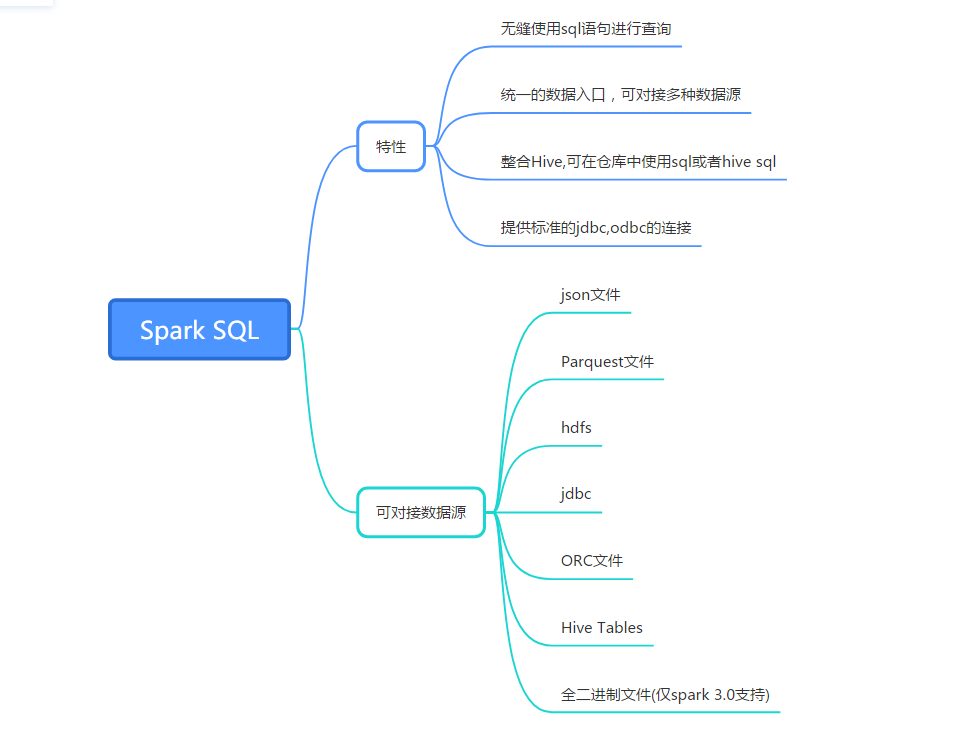 Spark SQL
特性
无缝使用sql语句进行查询
统一的数据入口，可对接多种数据源
整合Hive,可在仓库中使用sql或者hive sql
提供标准的jdbc,odbc的连接
可对接数据源
json文件
Parquest文件
hdfs
jdbc
ORC文件
Hive Tables
全二进制文件(仅spark 3.0支持)